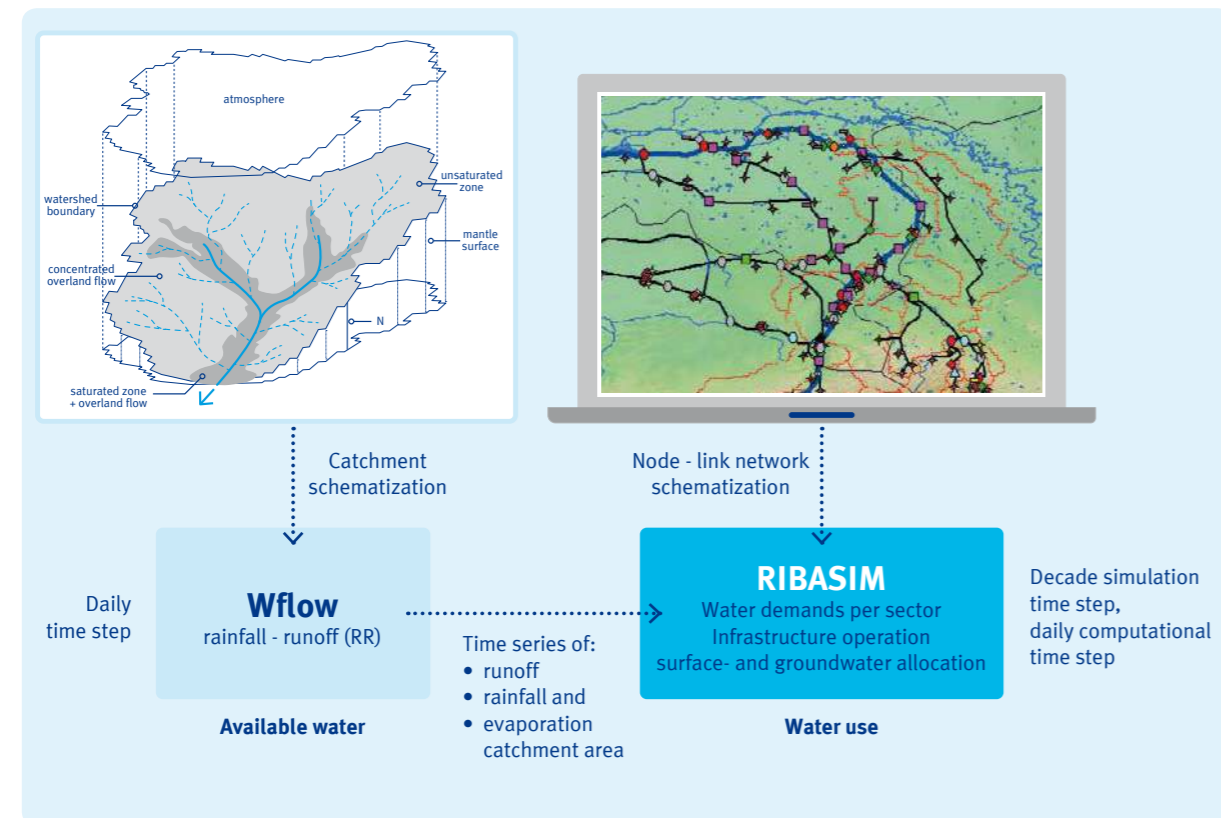 atmosphere
unsaturated
zone
watershed
boundary
mantle
surface
concentrated
overland flow
N
saturated zone
+ overland flow
Catchment
schematization
Node - link network
schematization
Daily
time step
Wflow
rainfall - runoff (RR)
Available water
Time series of:
• runoff
• rainfall and
• evaporation
catchment area
RIBASIM
Water demands per sector
Infrastructure operation
surface- and groundwater allocation
Water use
Decade simulation
time step,
daily computational
time step